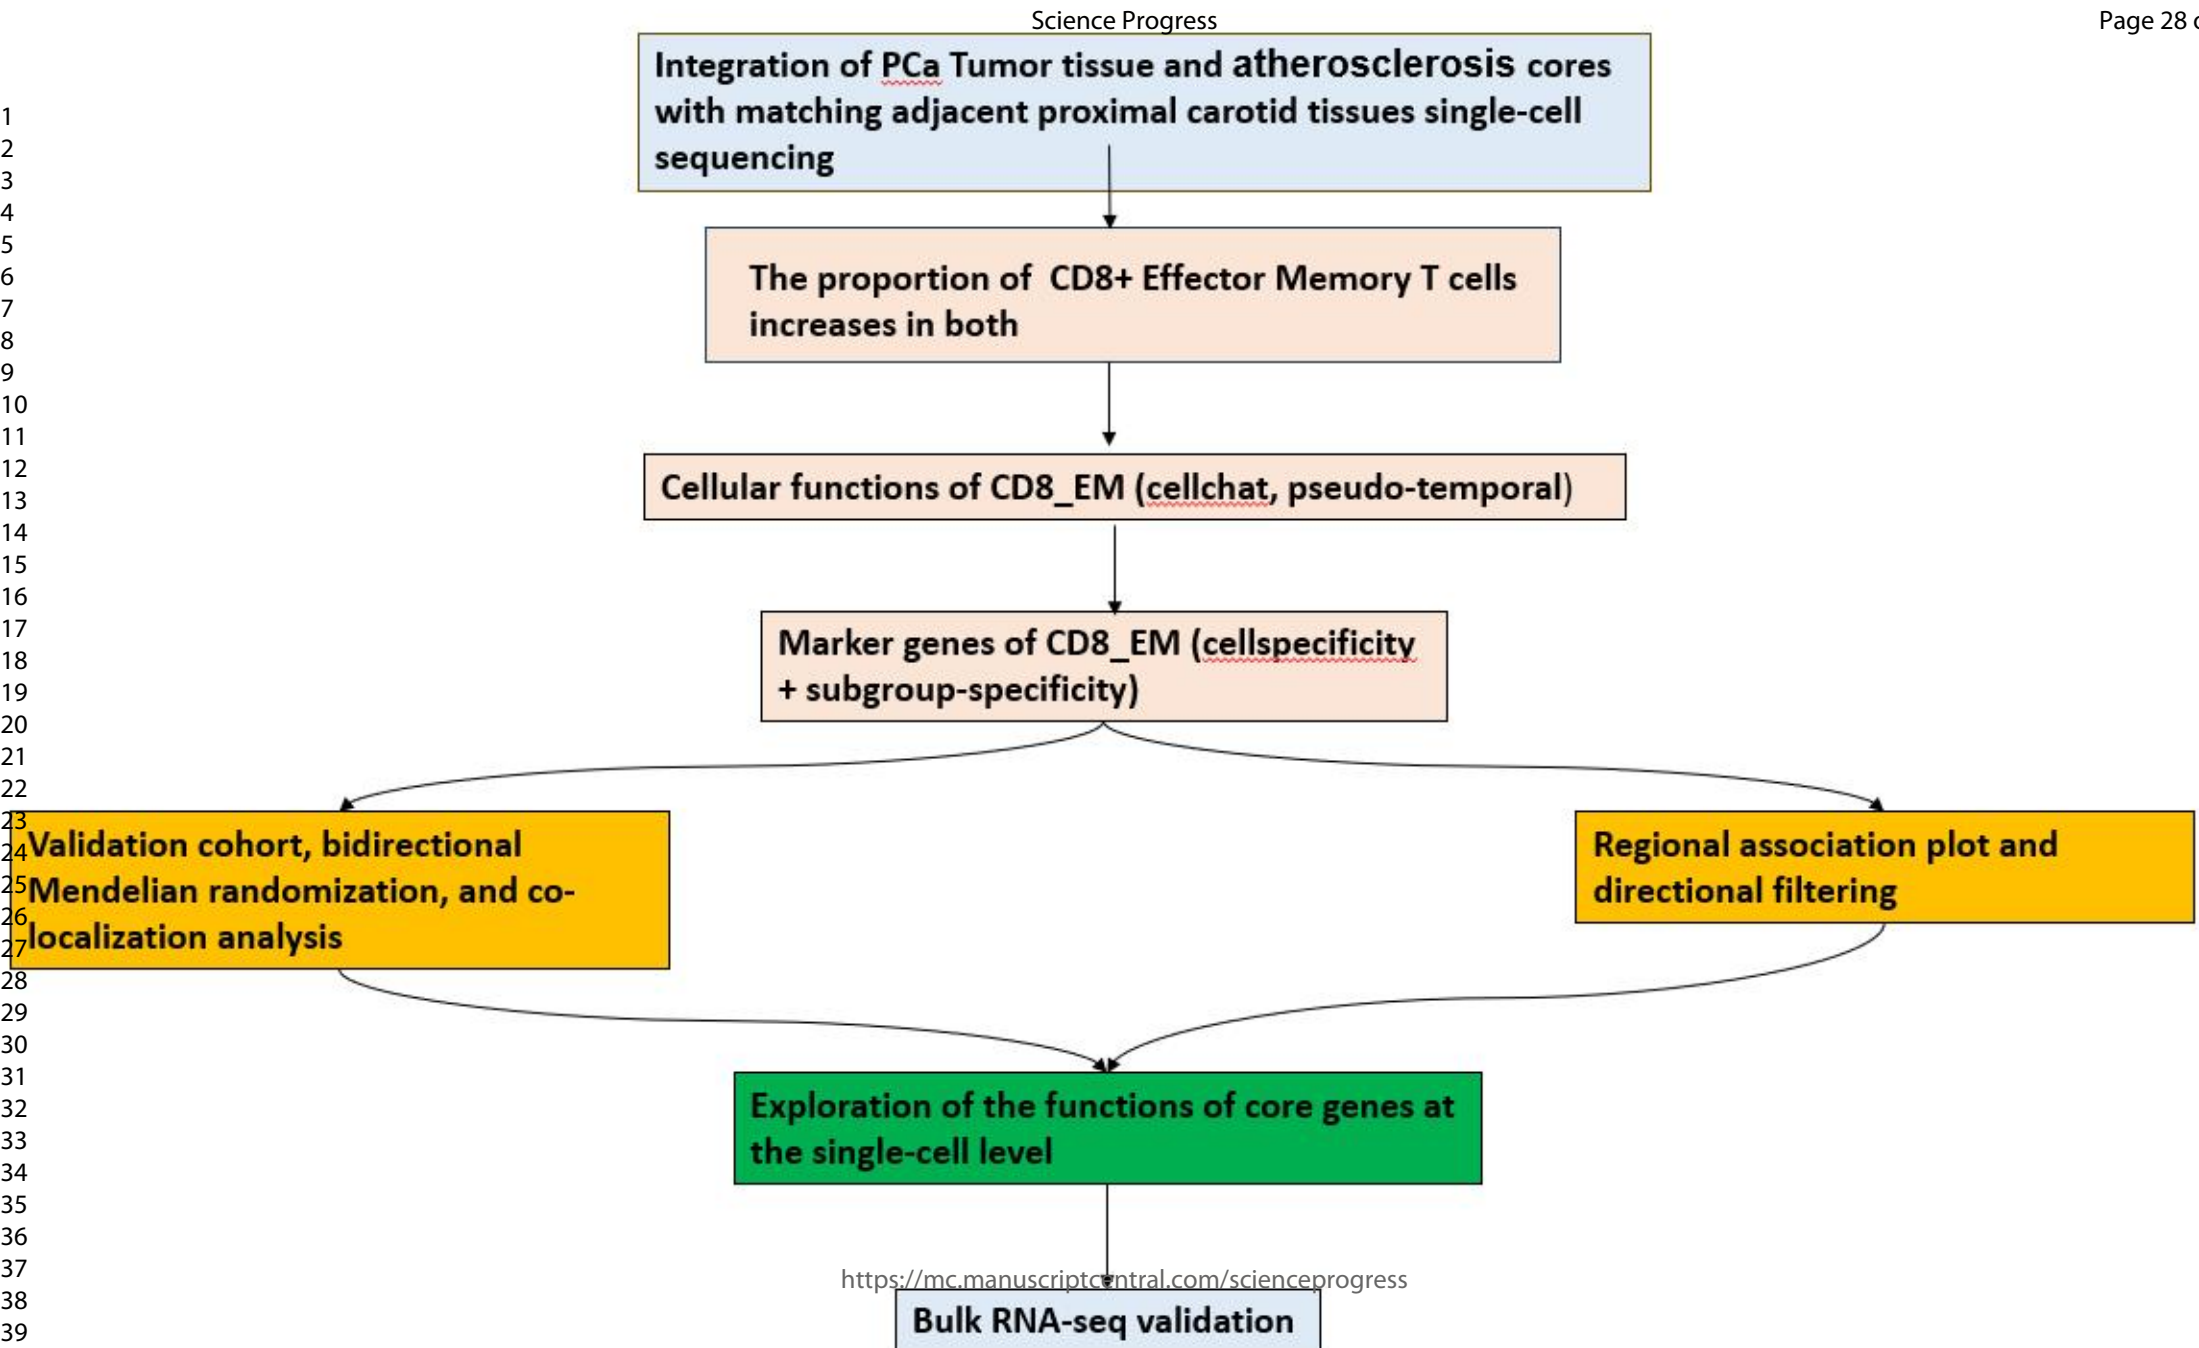 Science Progress
Page 28 o
Integration of PCa Tumor tissue and atherosclerosis cores
with matching adjacent proximal carotid tissues single-cell
sequencing
The proportion of CD8+ Effector Memory T cells
increases in both
Cellular functions of CD8_EM (cellchat, pseudo-temporal)
Marker genes of CD8_EM (cellspecificity
+ subgroup-specificity)
Validation cohort, bidirectional
Mendelian randomization, and co-
localization analysis
Regional association plot and
directional filtering
Exploration of the functions of core genes at
the single-cell level
https://mc.manuscriptcentral.com/scienceprogress
Bulk RNA-seq validation
1
2
3
4
5
6
7
8
9
10
11
12
13
14
15
16
17
18
19
20
21
22
23
24
25
26
27
28
29
30
31
32
33
34
35
36
37
38
39